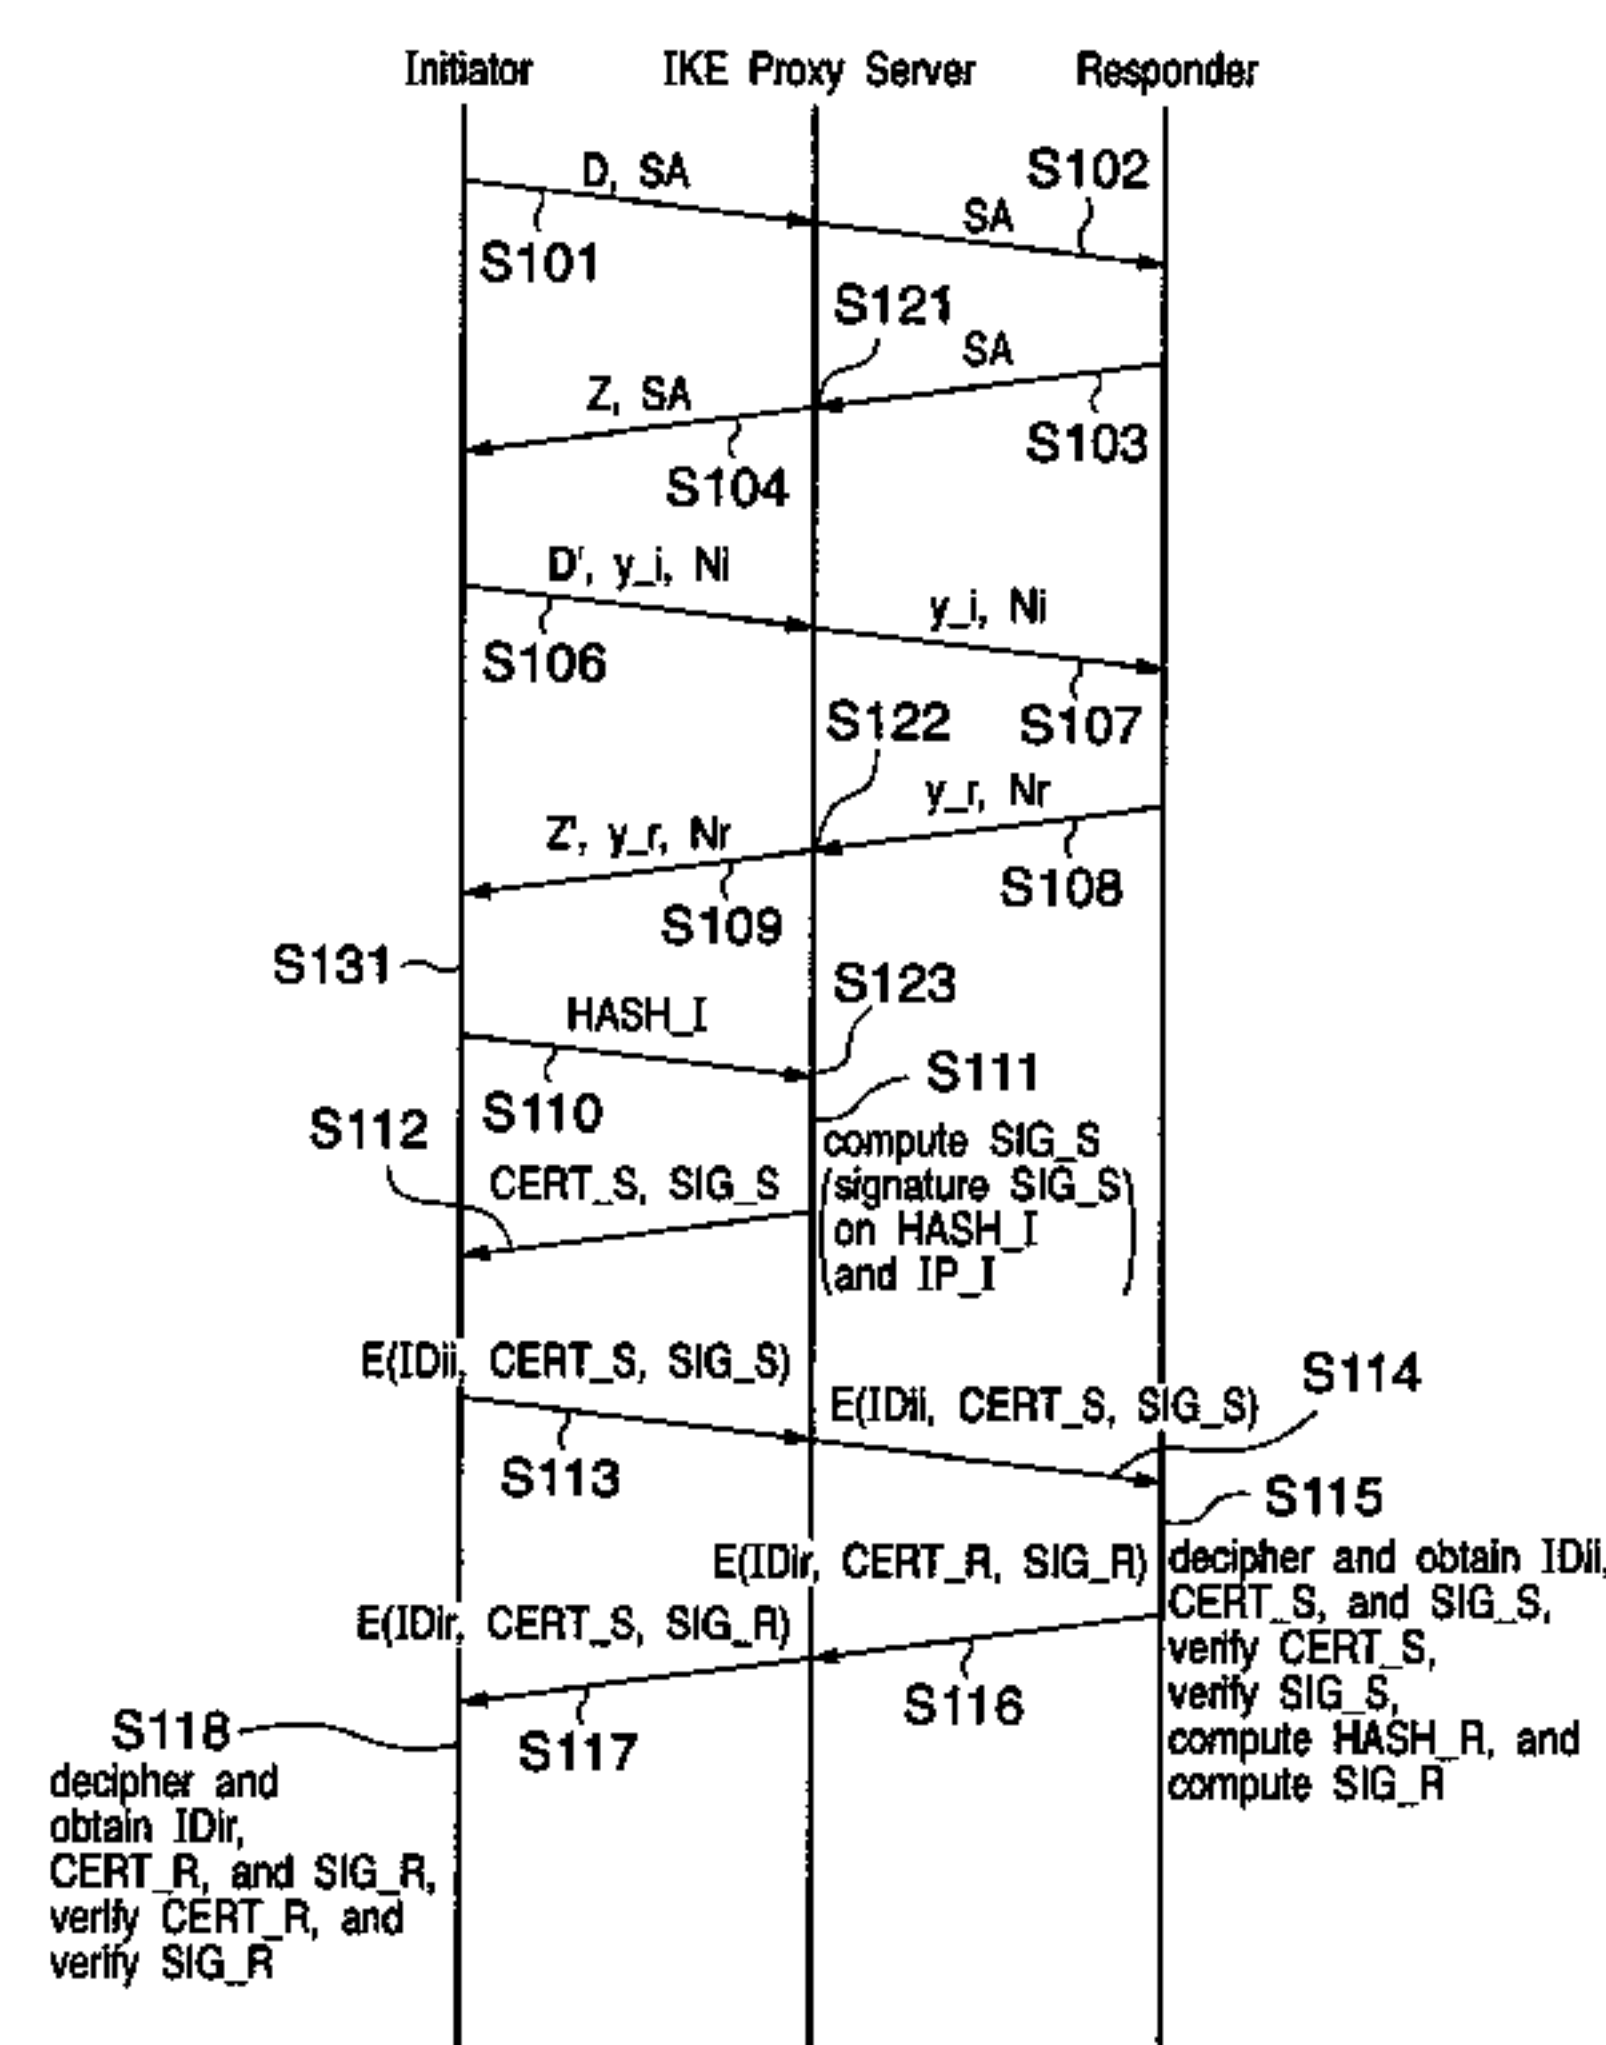 Initiator IKE Proxy Server Responder
D, SA
S102
SA
S101
S121
SA
Z, SA
S103
S104
D', y_i, Ni
y_i, Ni
S106
S122
S107
y_r, Nr
Z', y_r, Nr
S108
S109
S131
S123
HASH_I
S111
S110
S112
compute SIG_S
(signature SIG_S
on HASH_I
and IP_I)
CERT_S, SIG_S
E(IDii, CERT_S, SIG_S)
S114
E(IDii, CERT_S, SIG_S)
S113
S115
E(IDir, CERT_R, SIG_R)
decipher and obtain IDii,
CERT_S, and SIG_S,
verify CERT_S,
verify SIG_S,
compute HASH_R, and
compute SIG_R
E(IDir, CERT_S, SIG_R)
S116
S117
S118
decipher and
obtain IDir,
CERT_R, and SIG_R,
verify CERT_R, and
verify SIG_R